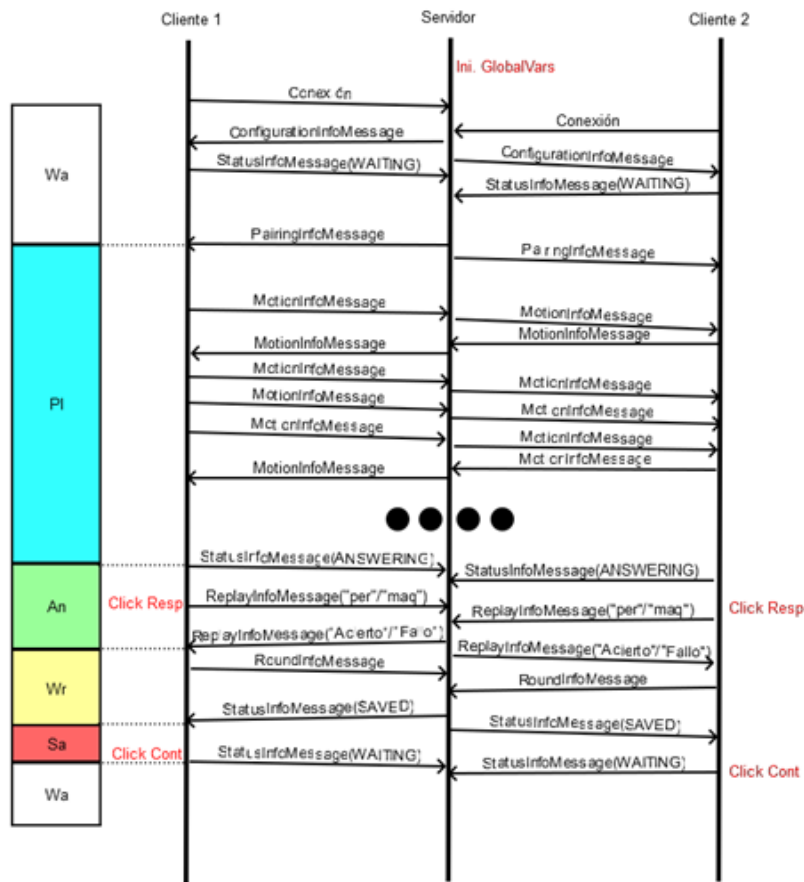 Cliente 1
Servidor
Cliente 2
Ini. GlobalVars
Conexión
Conexión
ConfigurationInfoMessage
ConfigurationInfoMessage
Wa
StatusInfoMessage(WAITING)
StatusInfoMessage(WAITING)
PairingInfoMessage
PairingInfoMessage
MotionInfoMessage
MotionInfoMessage
MotionInfoMessage
MotionInfoMessage
MotionInfoMessage
MotionInfoMessage
Pl
MotionInfoMessage
MotionInfoMessage
MotionInfoMessage
MotionInfoMessage
MotionInfoMessage
MotionInfoMessage
StatusInfoMessage(ANSWERING)
StatusInfoMessage(ANSWERING)
An
Click Resp
ReplayInfoMessage("per"/"maq")
ReplayInfoMessage("per"/"maq")
Click Resp
ReplayInfoMessage("Acierto"/"Fallo")
ReplayInfoMessage("Acierto"/"Fallo")
RoundInfoMessage
RoundInfoMessage
Wr
StatusInfoMessage(SAVED)
StatusInfoMessage(SAVED)
Sa
Click Cont
StatusInfoMessage(WAITING)
StatusInfoMessage(WAITING)
Click Cont
Wa